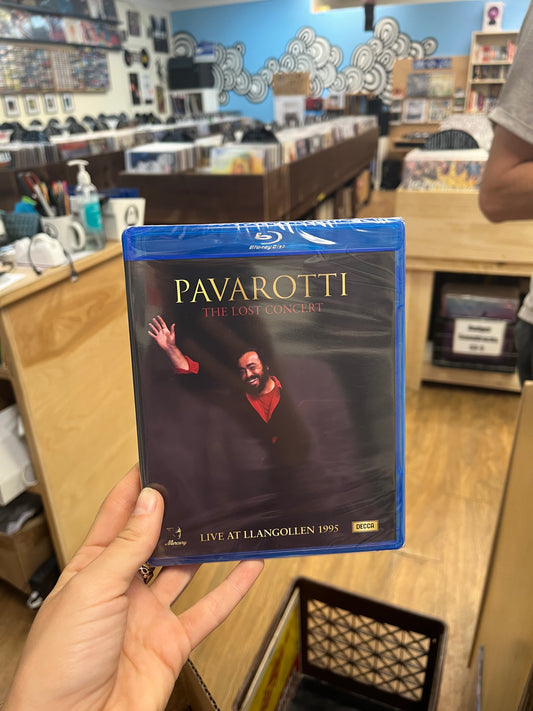 Blu-ray Disc
PAVAROTTI
THE LOST CONCERT
LIVE AT LLANGOLLEN 1995
Mercury
DECCA